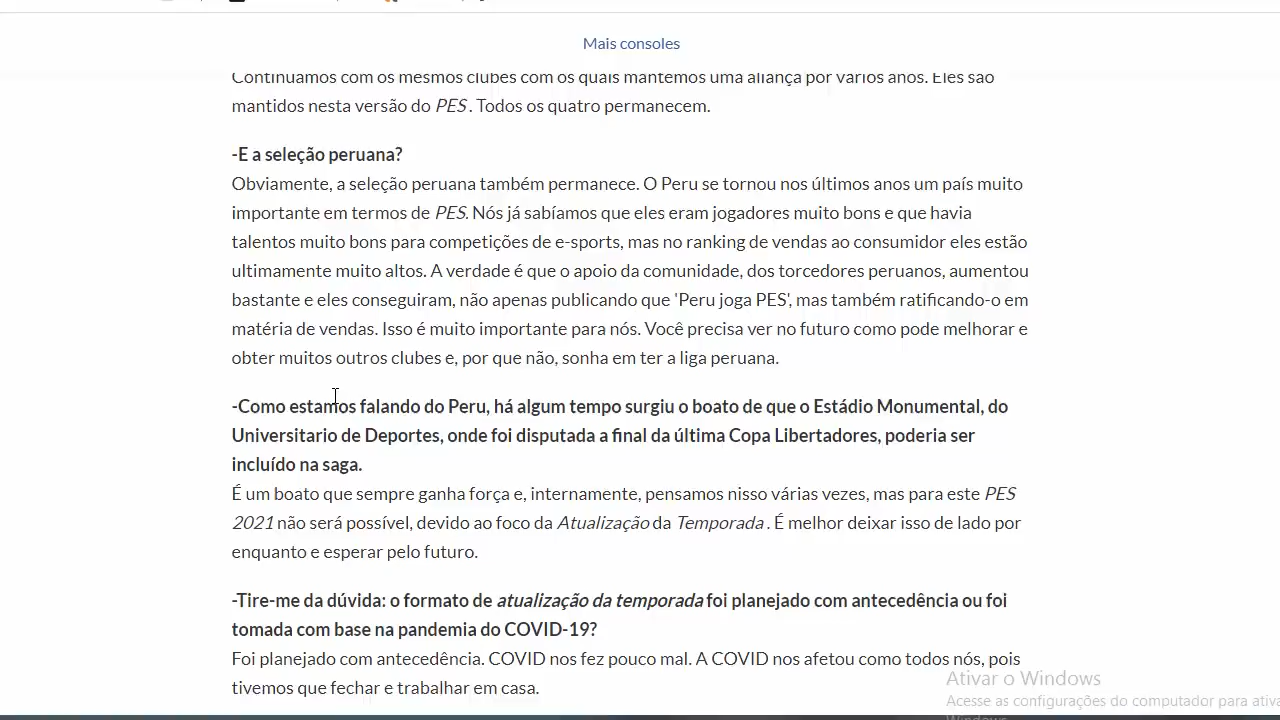 Mais consoles
Continuamos com os mesmos clubes com os quais mantemos uma aliança por vários anos. Eles são
mantidos nesta versão do PES . Todos os quatro permecem.
-E a seleção peruana?
Obviamente, a seleção peruana também permanece. O Peru se tornou nos últimos anos um país muito
importante em termos de PES. Nós já sabíamos que eles eram jogadores muito bons e que havia
talentos muito bons para competições de e-sports, mas no ranking de vendas ao consumidor eles estão
ultimamente muito altos. A verdade é que o apoio da comunidade, dos torcedores peruanos, aumentou
bastante e eles conseguiram, não apenas publicando que 'Peru joga PES', mas também ratificando-o em
matéria de vendas. Isso é muito importante para nós. Você precisa ver no futuro como pode melhorar e
obter muitos outros clubes e, por que não, sonha em ter a liga peruana.
-Como estamos falando do Peru, há algum tempo surgiu o boato de que o Estádio Monumental, do
Universitario de Deportes, onde foi disputada a final da última Copa Libertadores, poderia ser
incluído na saga.
É um boato que sempre ganha força e, internamente, pensamos nisso várias vezes, mas para este PES
2021 não será possível, devido ao foco da Atualização da Temporada . É melhor deixar isso de lado por
enquanto e esperar pelo futuro.
-Tire-me da dúvida: o formato de atualização da temporada foi planejado com antecedência ou foi
tomada com base na pandemia do COVID-19?
Foi planejado com antecedência. COVID nos fez pouco mal. A COVID nos afetou como todos nós, pois
tivemos que fechar e trabalhar em casa.
Ativar o Windows
Acesse as configurações do computador para ativa
Windows.